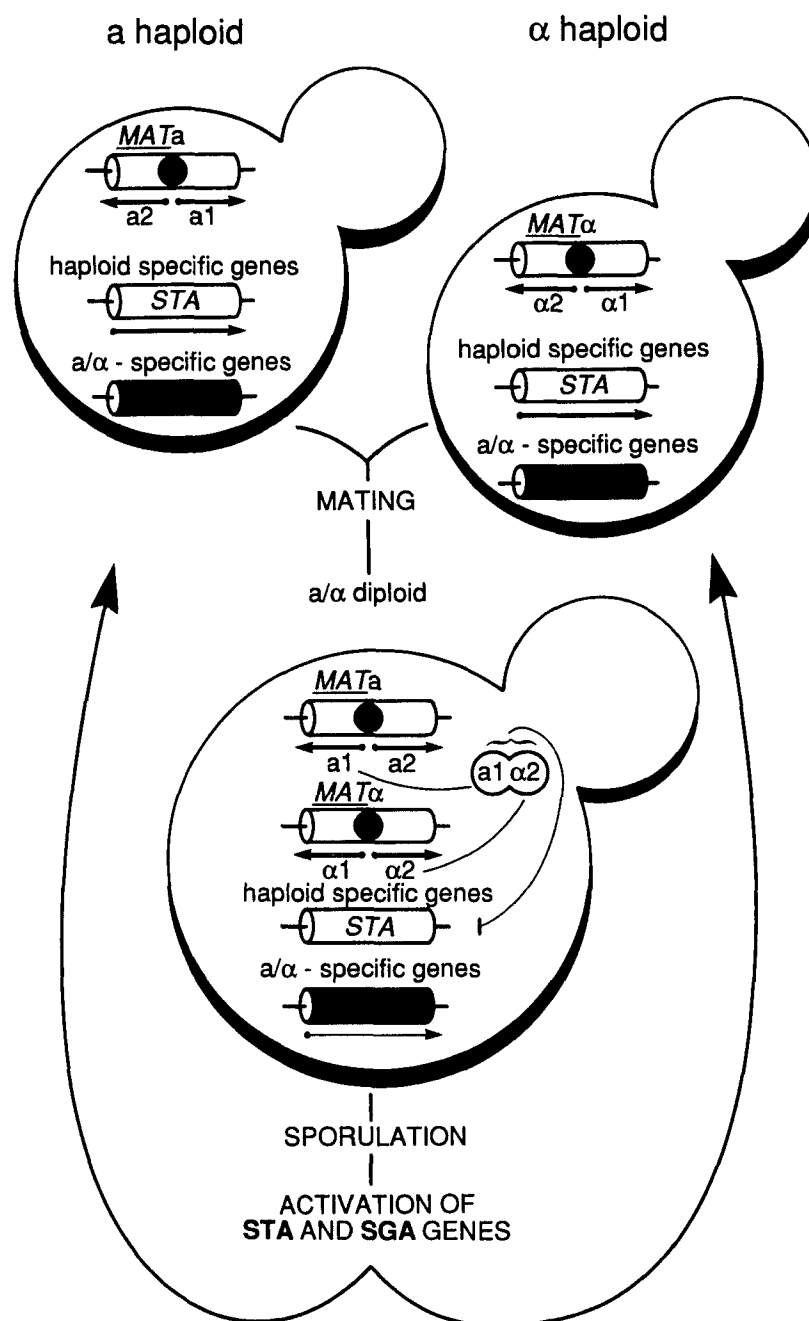 a haploid
α haploid
MATa
a2 a1
haploid specific genes
STA
a/α - specific genes
MATα
α2 α1
haploid specific genes
STA
a/α - specific genes
MATING
a/α diploid
MATa
a1 a2
a1 α2
MATα
α1 α2
haploid specific genes
STA
a/α - specific genes
SPORULATION
ACTIVATION OF
STA AND SGA GENES